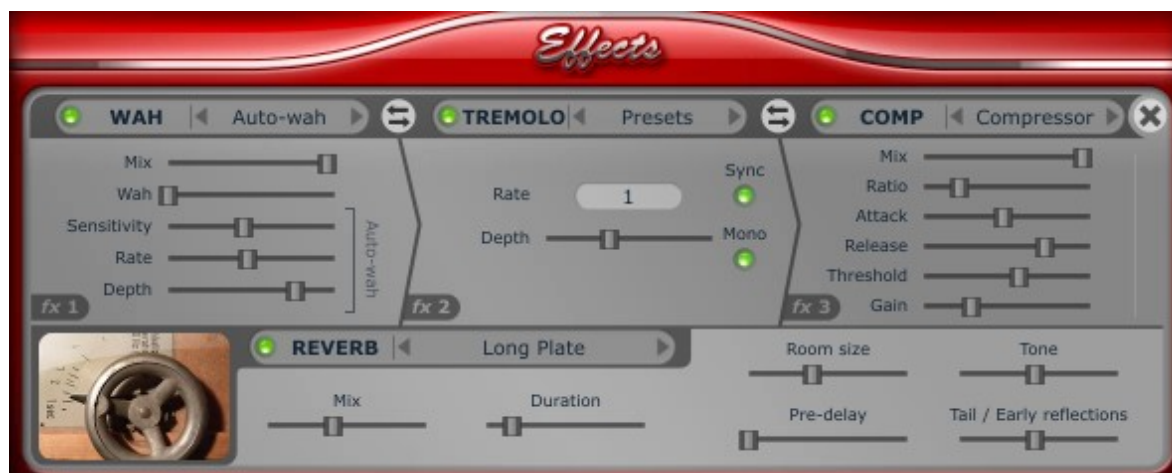 Effects
WAH Auto-wah
TREMOLO Presets
COMP Compressor
Mix
Wah
Sensitivity
Rate
Depth
Auto-wah
fx 1
Rate 1
Sync
Depth
Mono
fx 2
Mix
Ratio
Attack
Release
Threshold
Gain
fx 3
REVERB Long Plate
Mix
Duration
Room size
Tone
Pre-delay
Tail / Early reflections
1 sec.